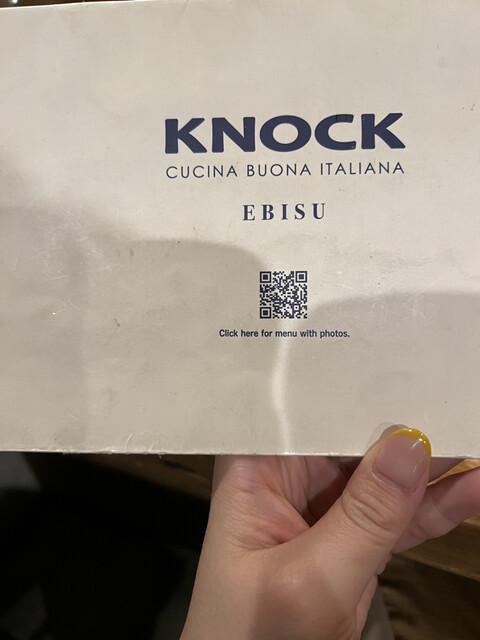 KNOCK
CUCINA BUONA ITALIANA
EBISU
Click here for menu with photos.